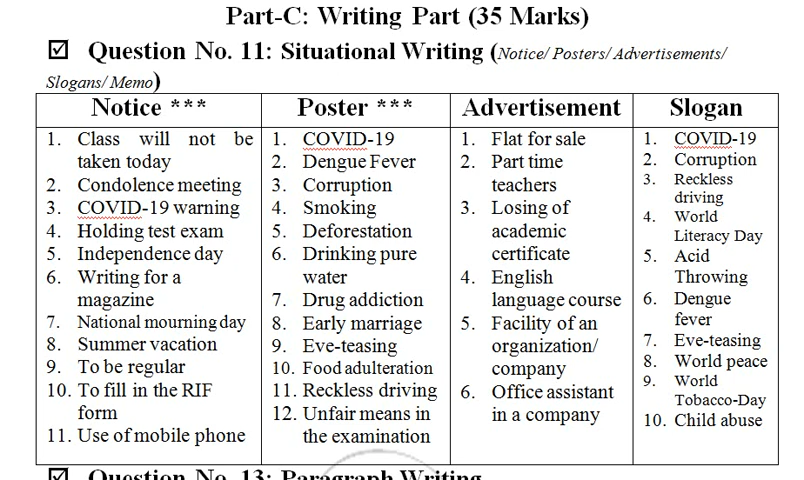 Part-C: Writing Part (35 Marks)
☑ Question No. 11: Situational Writing (Notice/ Posters/ Advertisements/
Slogans/ Memo)
Notice ***
1. Class will not be
taken today
2. Condolence meeting
3. COVID-19 warning
4. Holding test exam
5. Independence day
6. Writing for a
magazine
7. National mourning day
8. Summer vacation
9. To be regular
10. To fill in the RIF
form
11. Use of mobile phone
Poster ***
1. COVID-19
2. Dengue Fever
3. Corruption
4. Smoking
5. Deforestation
6. Drinking pure
water
7. Drug addiction
8. Early marriage
9. Eve-teasing
10. Food adulteration
11. Reckless driving
12. Unfair means in
the examination
Advertisement
1. Flat for sale
2. Part time
teachers
3. Losing of
academic
certificate
4. English
language course
5. Facility of an
organization/
company
6. Office assistant
in a company
Slogan
1. COVID-19
2. Corruption
3. Reckless
driving
4. World
Literacy Day
5. Acid
Throwing
6. Dengue
fever
7. Eve-teasing
8. World peace
9. World
Tobacco-Day
10. Child abuse
☑ Question No. 13: Paragraph Writing